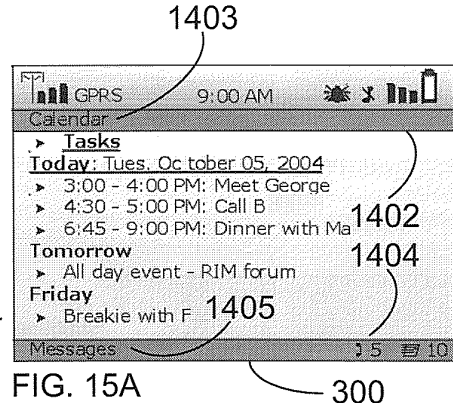 1403
GPRS 9:00 AM
Calendar
➤ Tasks
Today: Tues, Oc tober 05, 2004
➤ 3:00 - 4:00 PM: Meet George
➤ 4:30 - 5:00 PM: Call B
➤ 6:45 - 9:00 PM: Dinner with Ma
1402
Tomorrow
1404
➤ All day event - RIM forum
Friday
➤ Breakie with F
1405
Messages 5 10
FIG. 15A
300